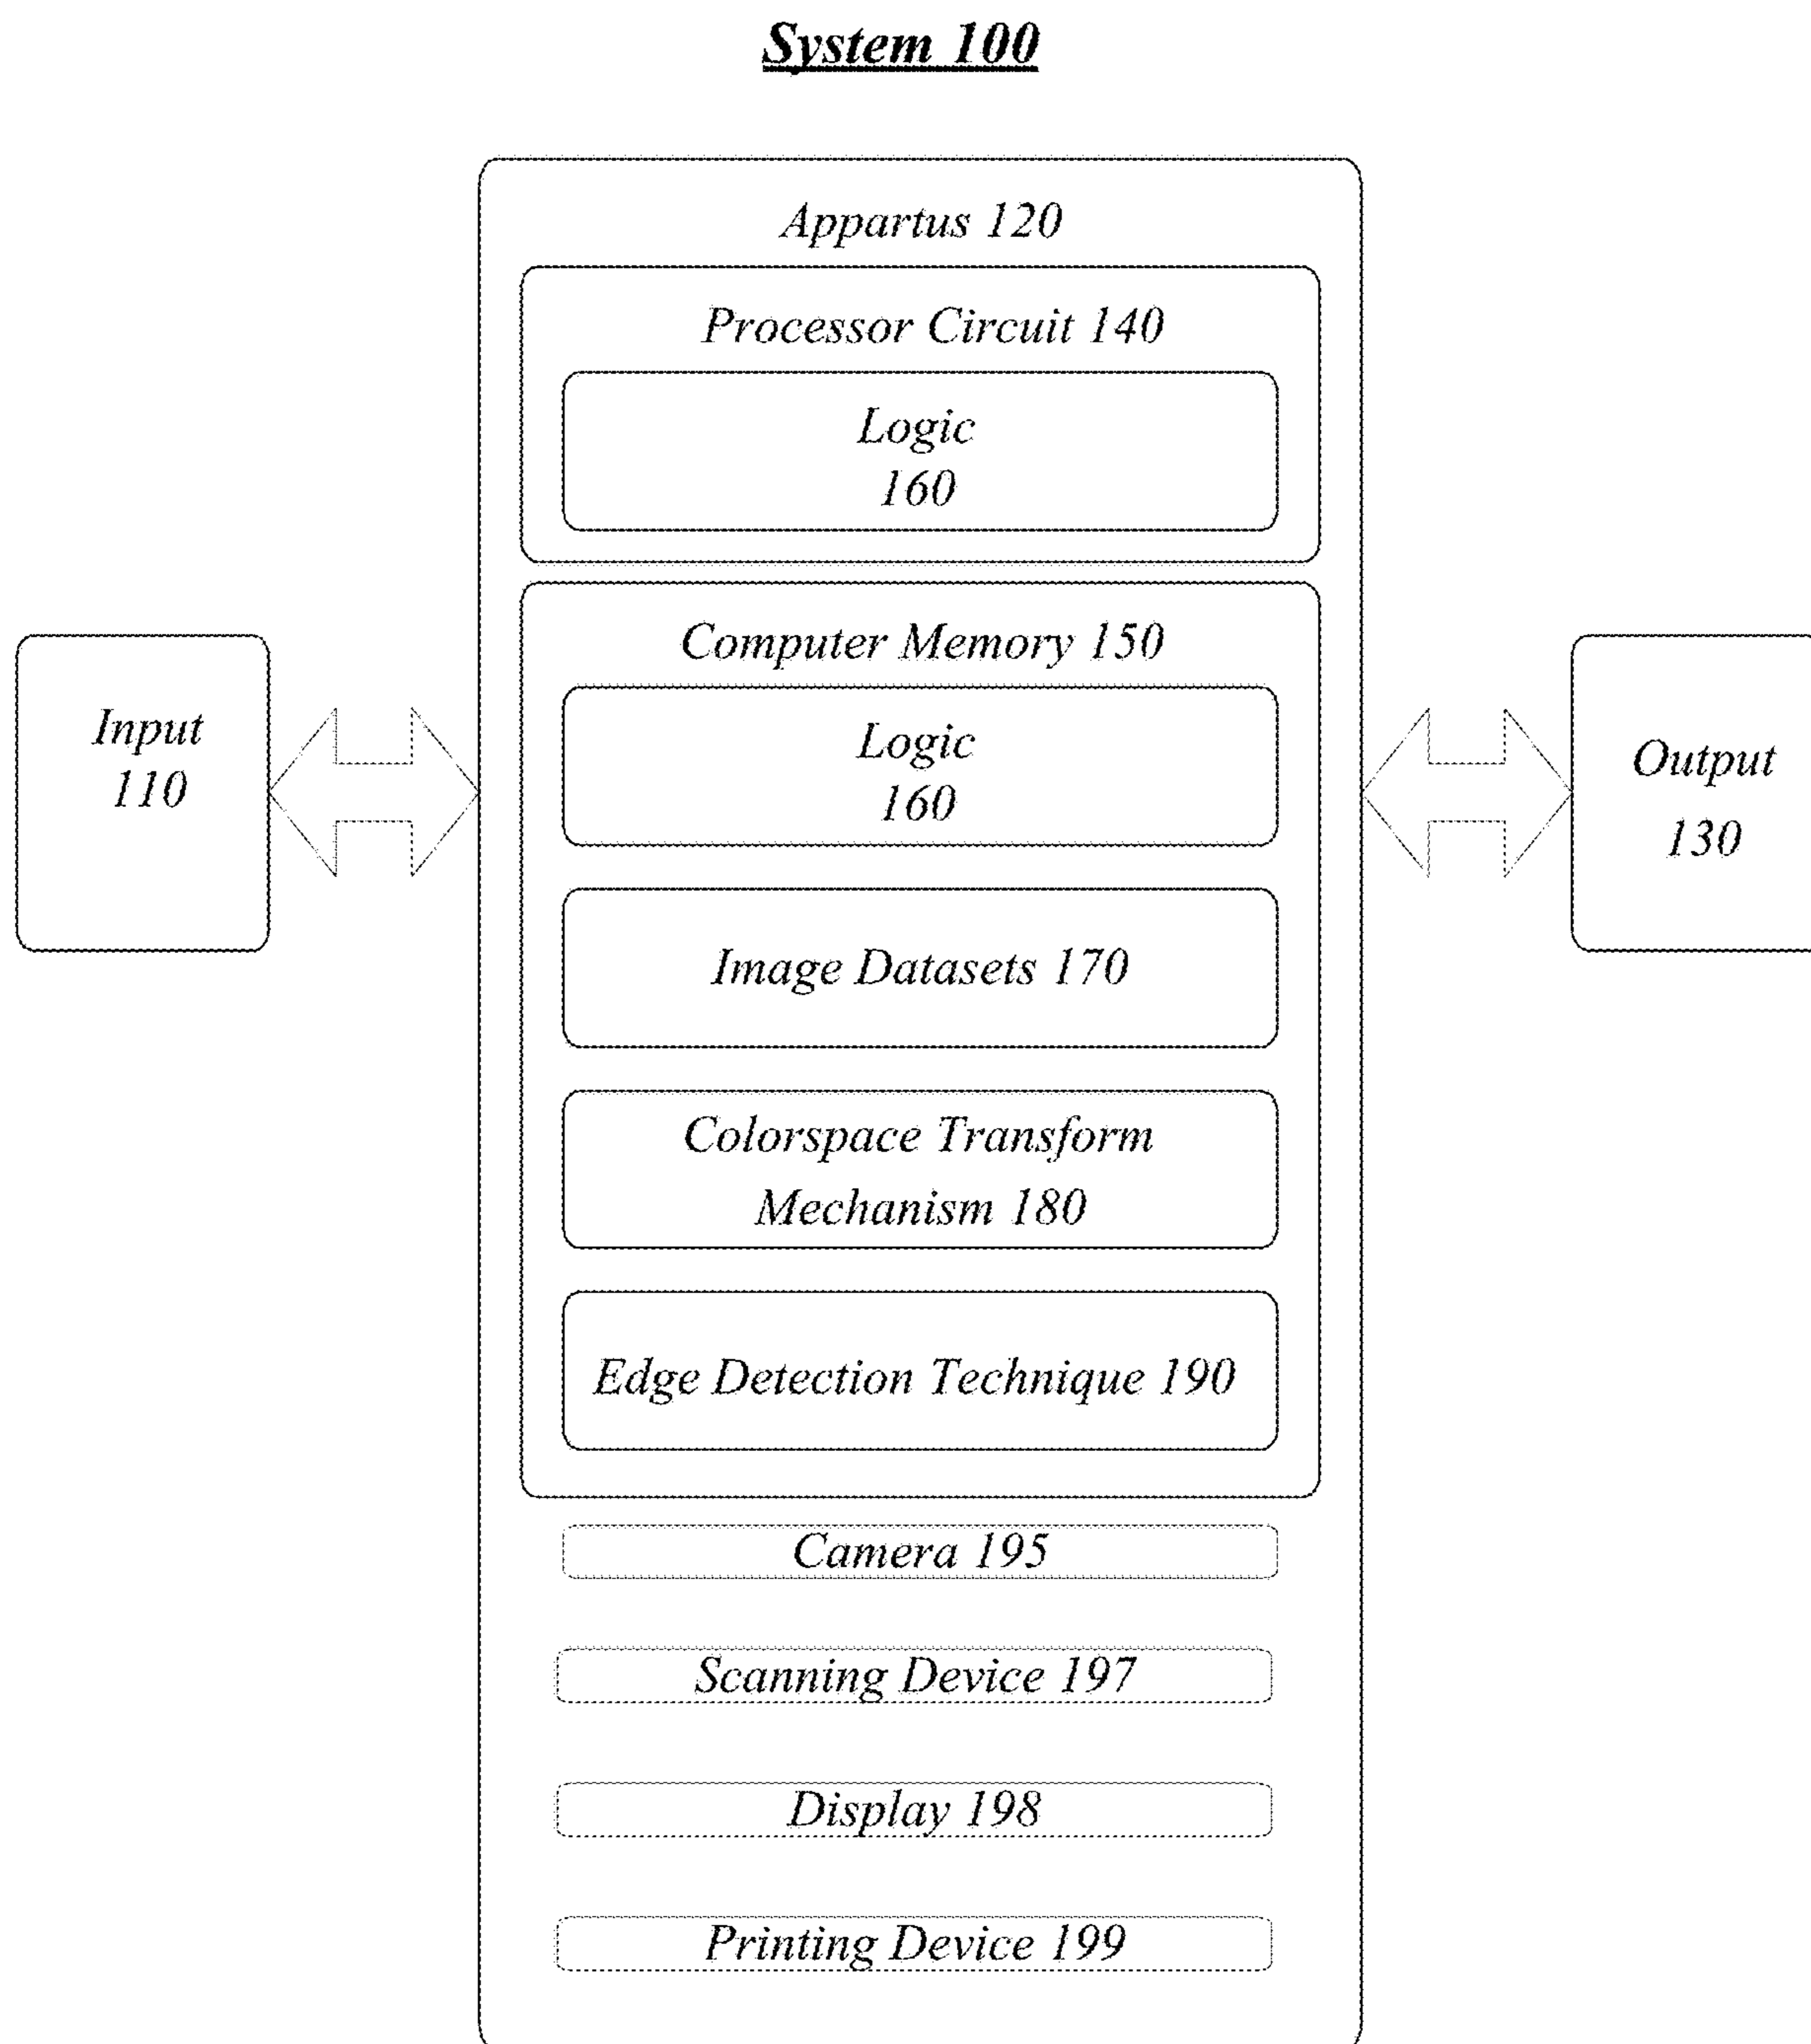 System 100
Appartus 120
Processor Circuit 140
Logic
160
Computer Memory 150
Logic
160
Input
110
Output
130
Image Datasets 170
Colorspace Transform
Mechanism 180
Edge Detection Technique 190
Camera 195
Scanning Device 197
Display 198
Printing Device 199